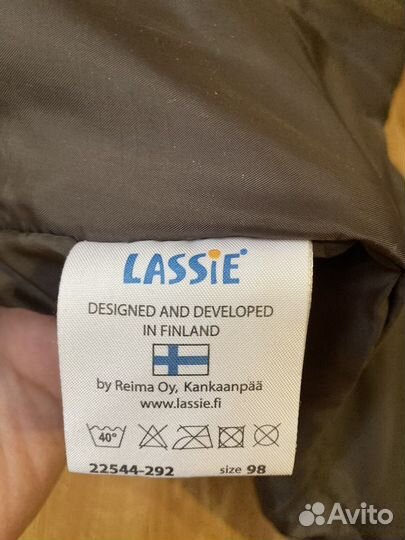 LASSiE
DESIGNED AND DEVELOPED
IN FINLAND
by Reima Oy, Kankaanpää
www.lassie.fi
40°
22544-292 size 98
Avito